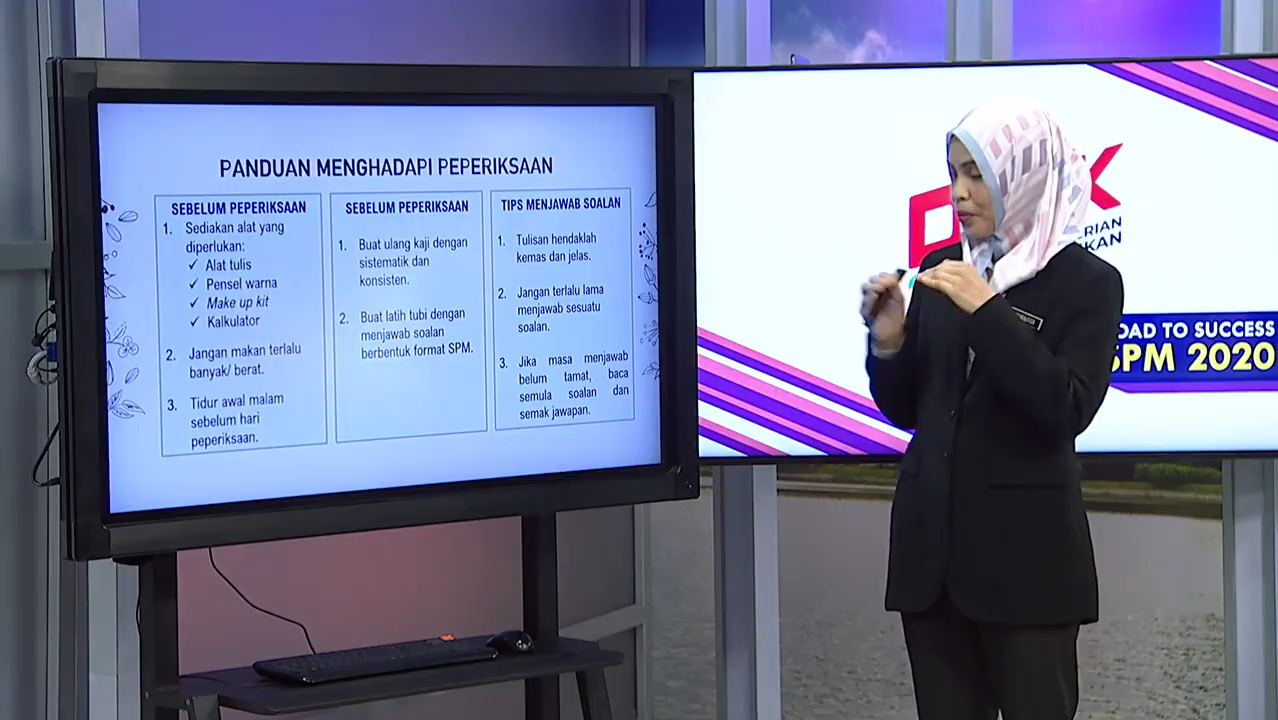 PANDUAN MENGHADAPI PEPERIKSAAN
SEBELUM PEPERIKSAAN
1. Sediakan alat yang
diperlukan:
✓ Alat tulis
✓ Pensel warna
✓ Make up kit
✓ Kalkulator
2. Jangan makan terlalu
banyak/ berat.
3. Tidur awal malam
sebelum hari
peperiksaan.
SEBELUM PEPERIKSAAN
1. Buat ulang kaji dengan
sistematik dan
konsisten.
2. Buat latih tubi dengan
menjawab soalan
berbentuk format SPM.
TIPS MENJAWAB SOALAN
1. Tulisan hendaklah
kemas dan jelas.
2. Jangan terlalu lama
menjawab sesuatu
soalan.
3. Jika masa menjawab
belum tamat, baca
semula soalan dan
semak jawapan.
OAD TO SUCCESS
SPM 2020